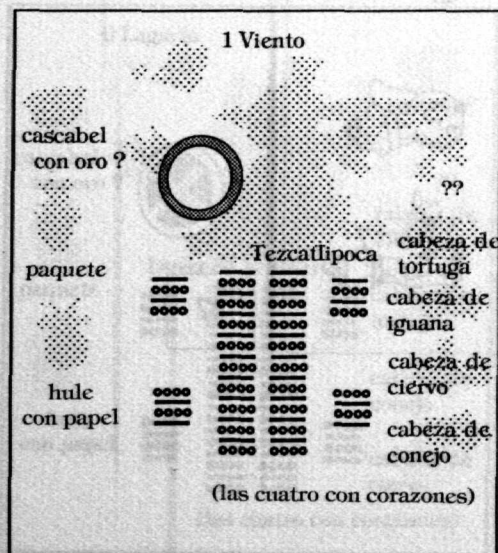 1 Viento
cascabel
con oro ?
??
Tezcatlipoca
paquete
cabeza de
tortuga
cabeza de
iguana
hule
con papel
cabeza de
ciervo
cabeza de
conejo
(las cuatro con corazones)